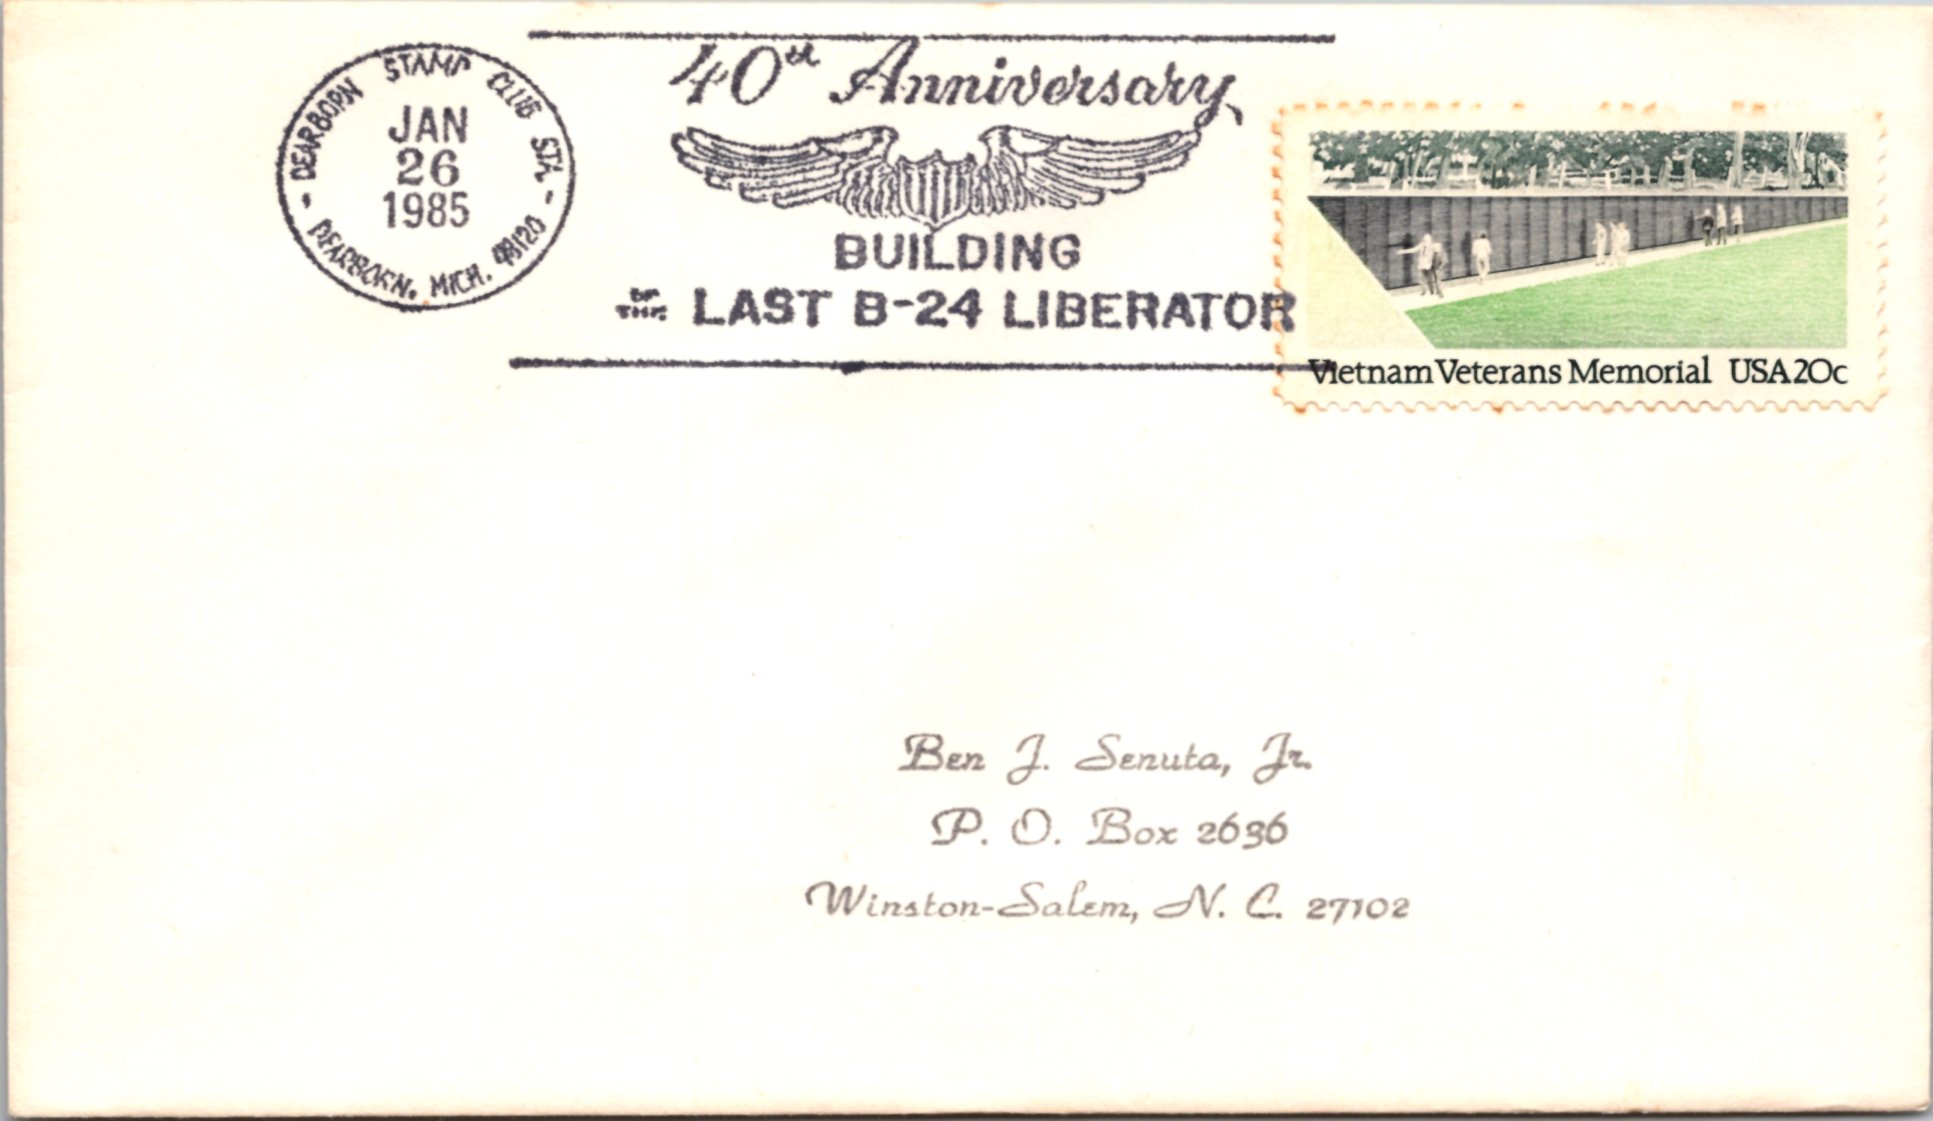 DEARBORN STAMP CLUB STA.
JAN
26
1985
- DEARBORN, MICH. 48120 -
40th Anniversary
BUILDING
OF THE LAST B-24 LIBERATOR
Vietnam Veterans Memorial USA 20c
Ben J. Senuta, Jr.
P. O. Box 2636
Winston-Salem, N. C. 27102